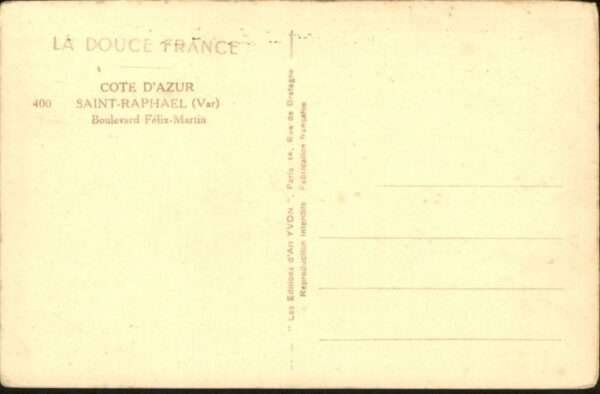 LA DOUCE FRANCE
COTE D'AZUR
400 SAINT-RAPHAEL (Var)
Boulevard Félix-Martin
"Les Editions d'Art YVON". Paris 14, Rue de Bretagne
Reproduction interdite Fabrication française